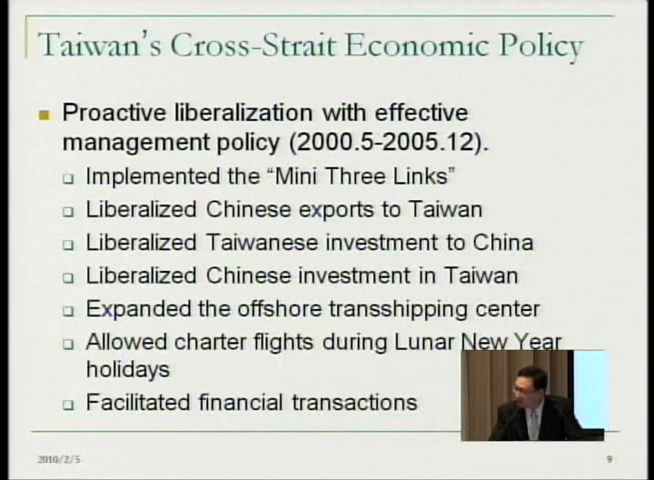 Taiwan's Cross-Strait Economic Policy
Proactive liberalization with effective
management policy (2000.5-2005.12).
Implemented the “Mini Three Links”
Liberalized Chinese exports to Taiwan
Liberalized Taiwanese investment to China
Liberalized Chinese investment in Taiwan
Expanded the offshore transshipping center
Allowed charter flights during Lunar New Year
holidays
Facilitated financial transactions
2010/2/5
9